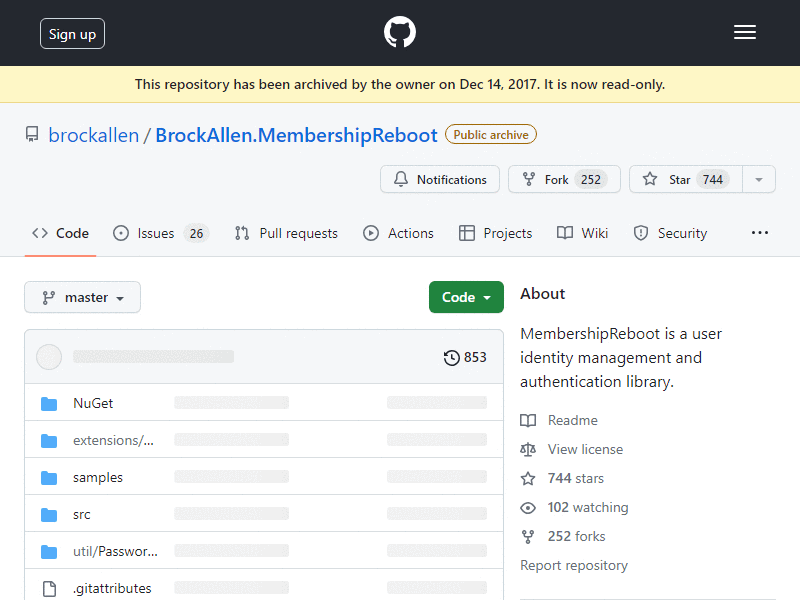 Sign up
This repository has been archived by the owner on Dec 14, 2017. It is now read-only.
brockallen / BrockAllen.MembershipReboot Public archive
Notifications Fork 252 Star 744
Code Issues 26 Pull requests Actions Projects Wiki Security
master Code
About
MembershipReboot is a user
identity management and
authentication library.
853
NuGet
extensions/...
samples
src
util/Passwor...
.gitattributes
Readme
View license
744 stars
102 watching
252 forks
Report repository